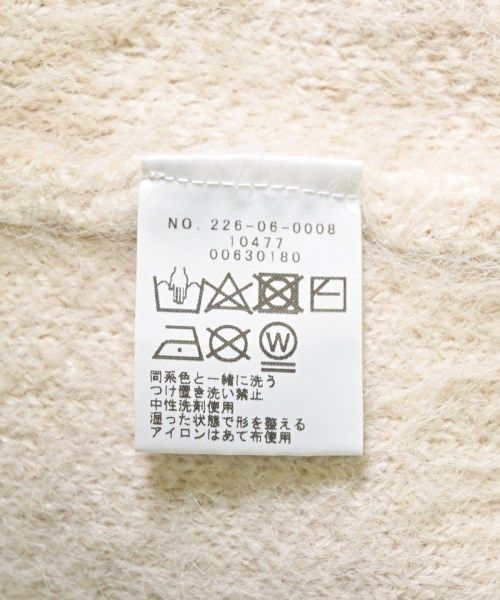 NO. 226-06-0008
10477
00630180
W
同系色と一緒に洗う
つけ置き洗い禁止
中性洗剤使用
湿った状態で形を整える
アイロンはあて布使用